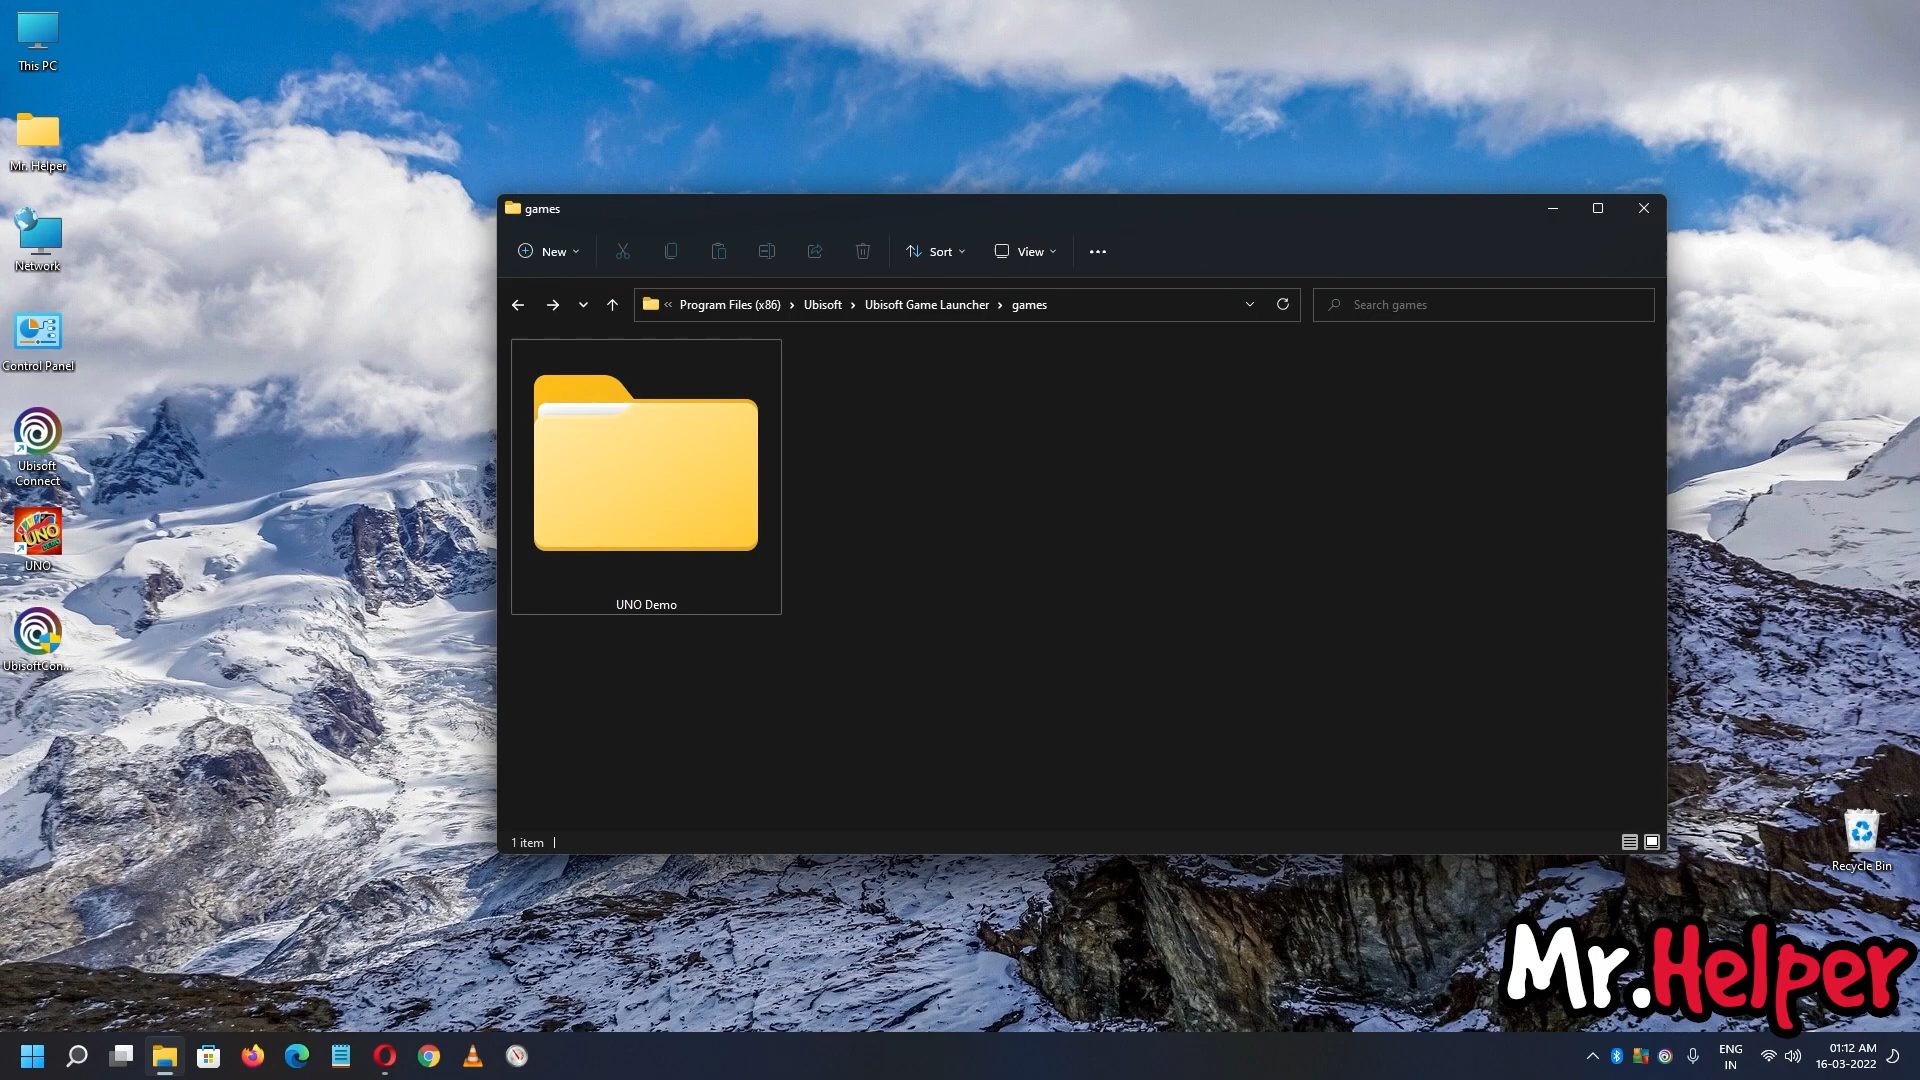 This PC
Mr. Helper
Network
Control Panel
Ubisoft
Connect
UNO
UNO
UbisoftCon...
games
New
Sort
View
« Program Files (x86) › Ubisoft › Ubisoft Game Launcher › games
Search games
UNO Demo
1 item
Recycle Bin
Mr.Helper
ENG
IN
01:12 AM
16-03-2022